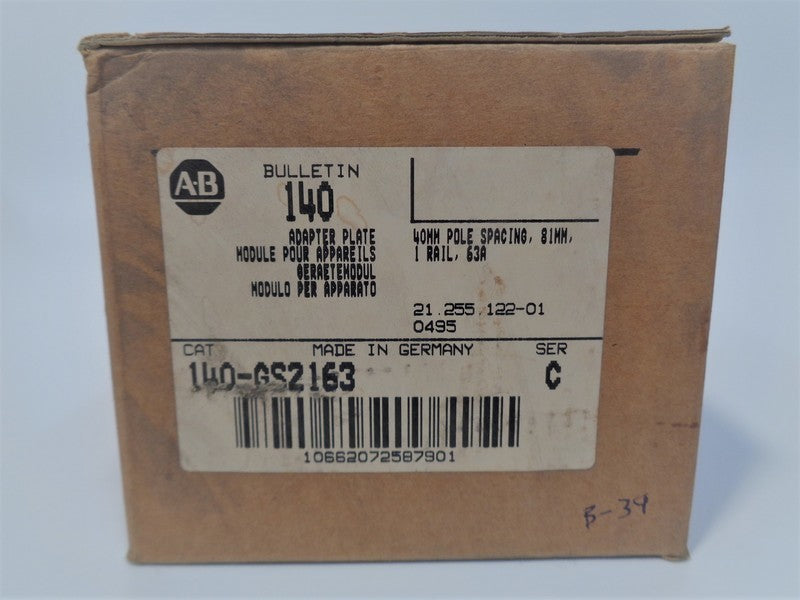 A-B
BULLETIN
140
ADAPTER PLATE
MODULE POUR APPAREILS
GERAETEMODUL
MODULO PER APPARATO
40MM POLE SPACING, 81MM,
1 RAIL, 63A
21.255.122-01
0495
CAT MADE IN GERMANY SER
140-GS2163 C
10662072587901
B-34